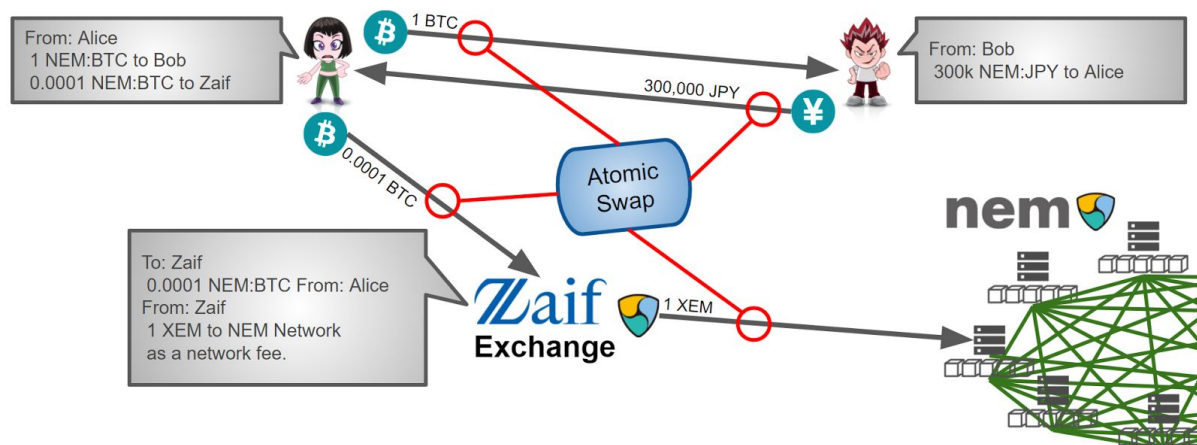 From: Alice
1 NEM:BTC to Bob
0.0001 NEM:BTC to Zaif
1 BTC
300,000 JPY
From: Bob
300k NEM:JPY to Alice
0.0001 BTC
Atomic
Swap
nem
To: Zaif
0.0001 NEM:BTC From: Alice
From: Zaif
1 XEM to NEM Network
as a network fee.
Zaif
Exchange
1 XEM